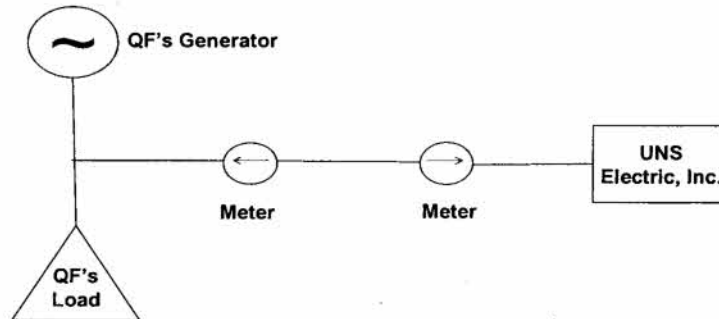 QF's Generator
UNS
Electric, Inc.
Meter
Meter
QF's
Load